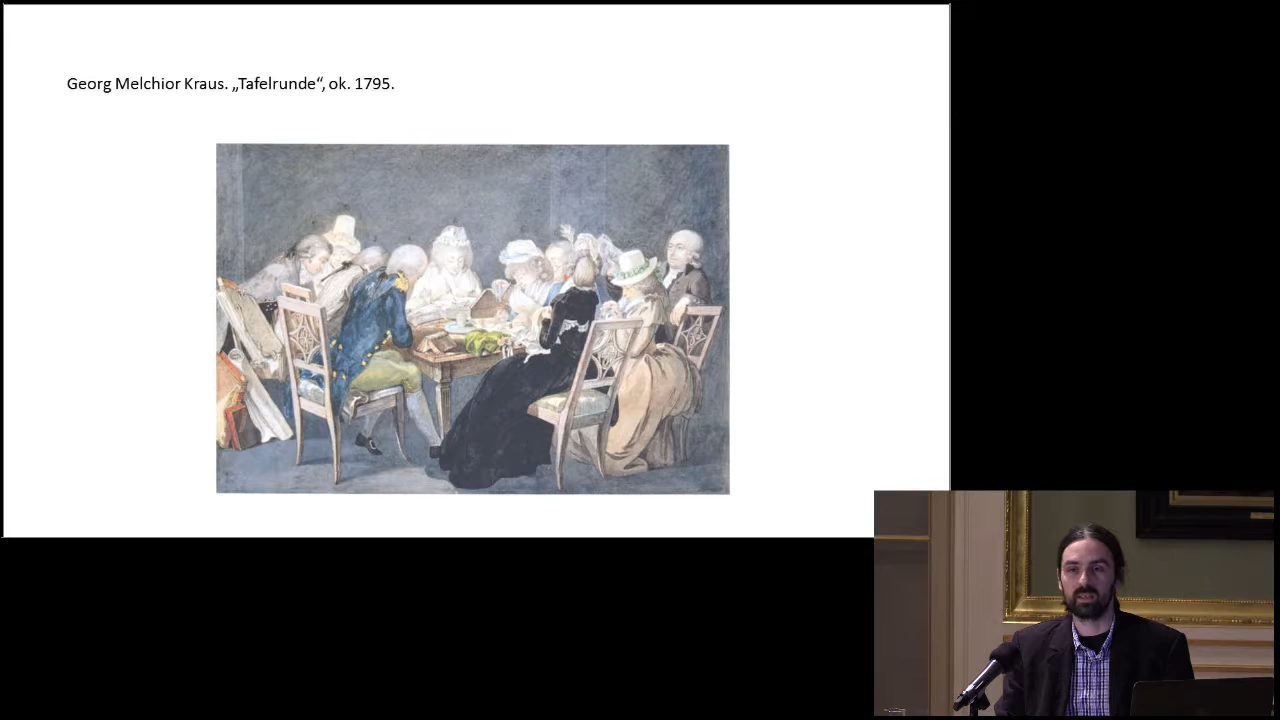 Georg Melchior Kraus. „Tafelrunde“, ok. 1795.